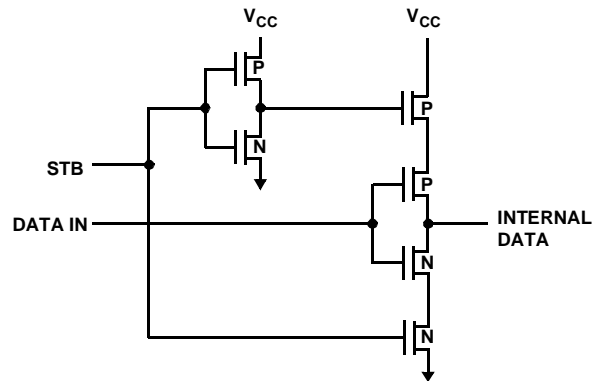 VCC
VCC
P
P
N
STB
P
DATA IN
INTERNAL
DATA
N
N